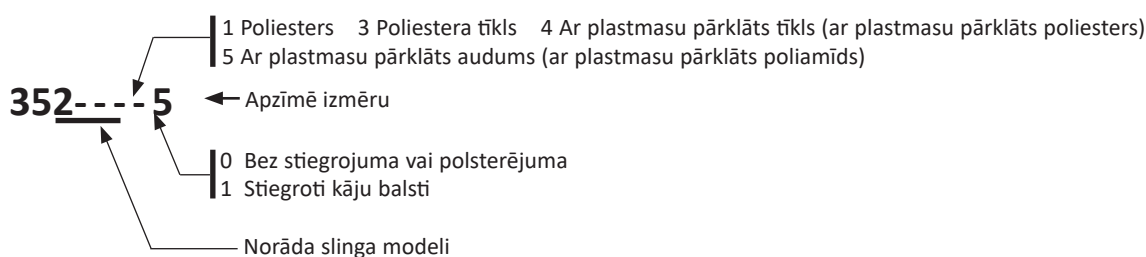 1 Poliesters 3 Poliestera tīkls 4 Ar plastmasu pārklāts tīkls (ar plastmasu pārklāts poliesters)
5 Ar plastmasu pārklāts audums (ar plastmasu pārklāts poliamīds)
352- - - - 5 Apzīmē izmēru
0 Bez stiegrojuma vai polsterējuma
1 Stiegroti kāju balsti
Norāda slinga modeli